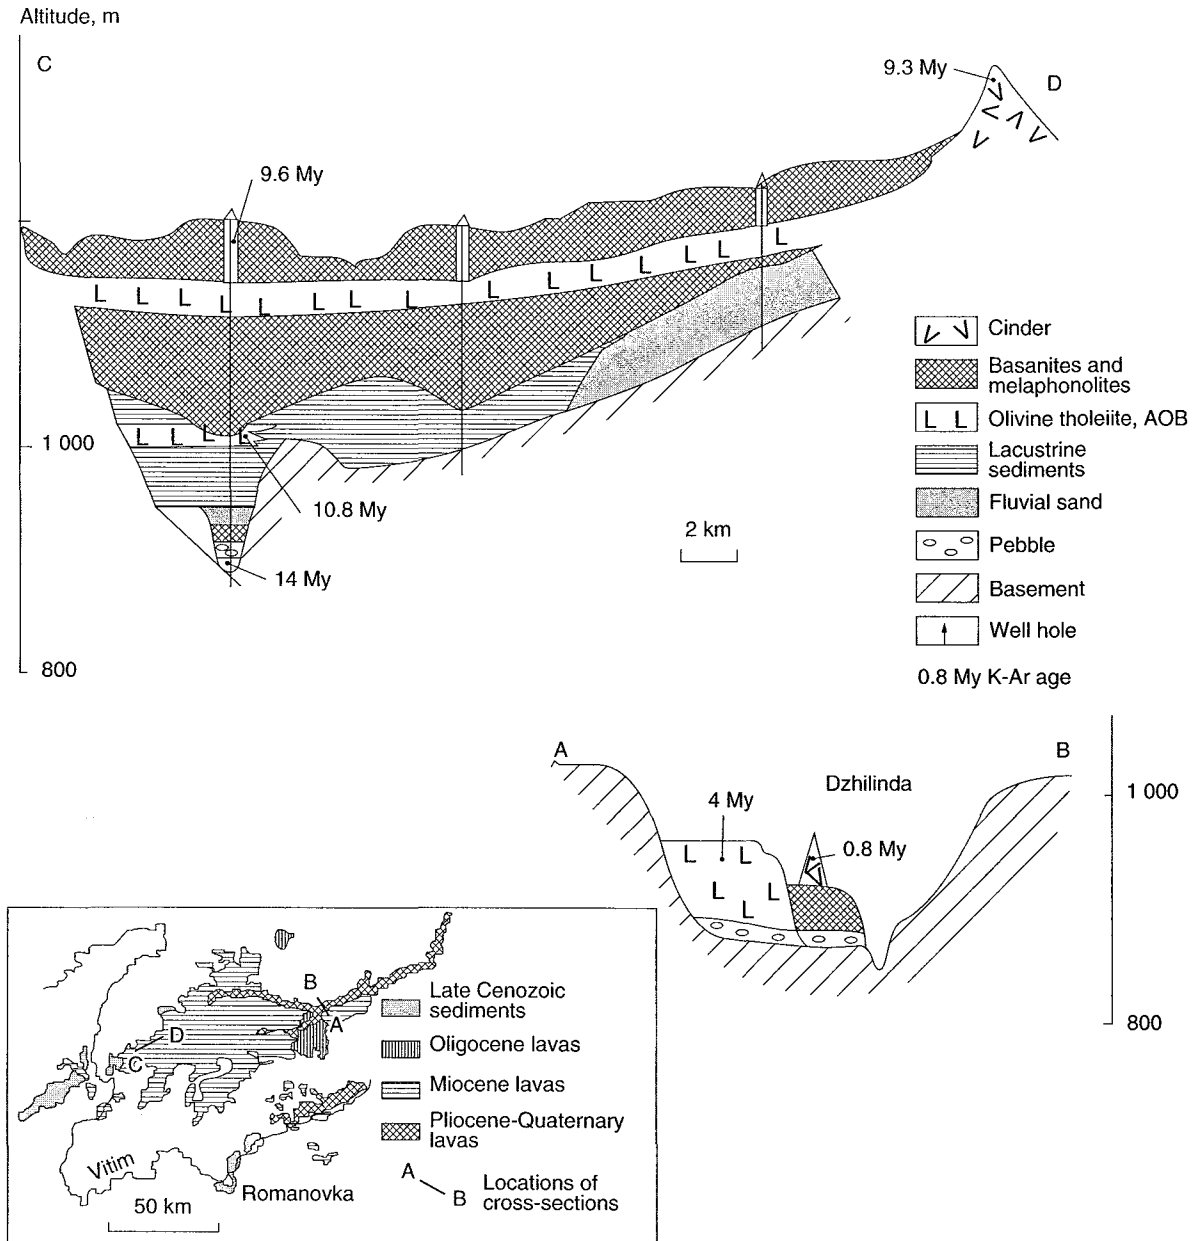 Altitude, m
C
9.3 My
D
9.6 My
L L L L L L L L L L L L L L L
L L L L
1 000
10.8 My
14 My
800
2 km
Cinder
Basanites and
melaphonolites
L L Olivine tholeiite, AOB
Lacustrine
sediments
Fluvial sand
Pebble
Basement
Well hole
0.8 My K-Ar age
A
B
Dzhilinda
4 My
0.8 My
L L
L L
L
1 000
800
B
A
D
C
Vitim
Romanovka
50 km
Late Cenozoic
sediments
Oligocene lavas
Miocene lavas
Pliocene-Quaternary
lavas
A
B
Locations of
cross-sections